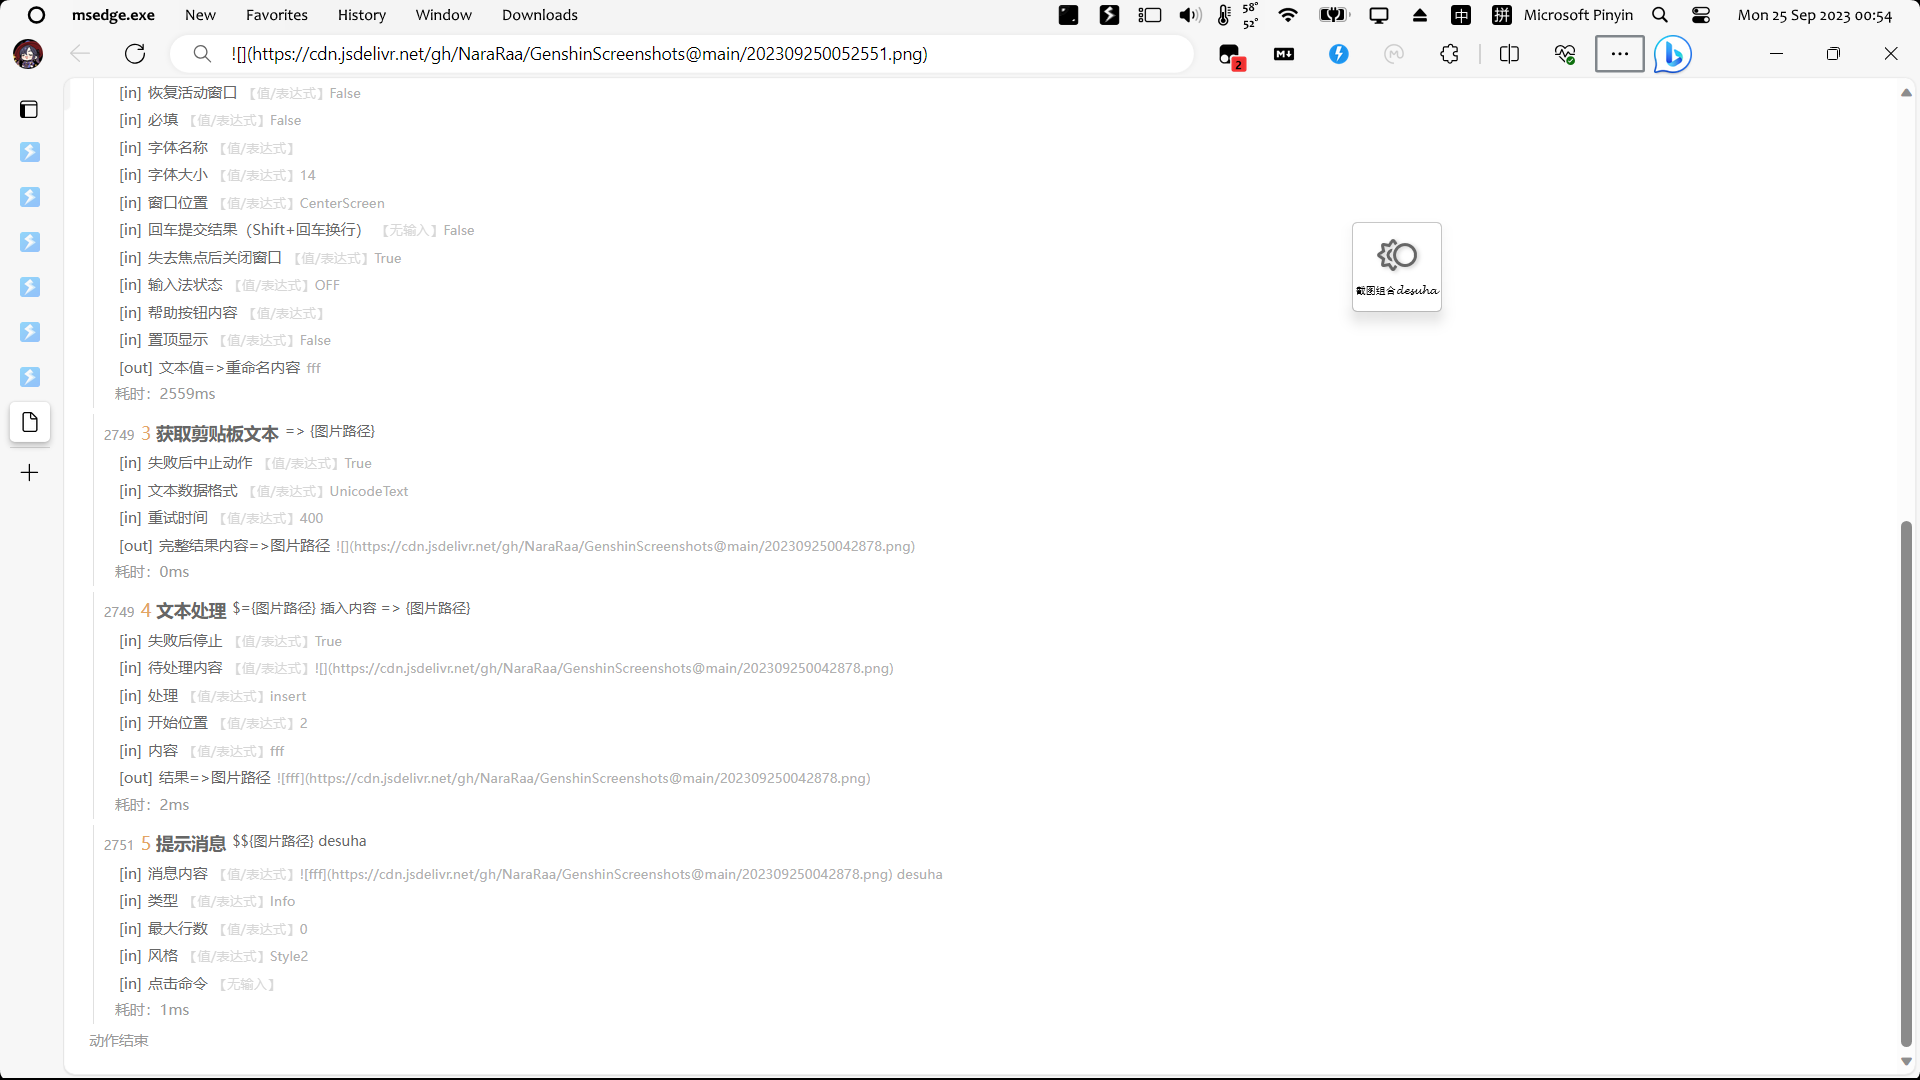 msedge.exe New Favorites History Window Downloads 58° 52° 中 拼 Microsoft Pinyin Mon 25 Sep 2023 00:54
![](https://cdn.jsdelivr.net/gh/NaraRaa/GenshinScreenshots@main/202309250052551.png) 2
[in] 恢复活动窗口 【值/表达式】False
[in] 必填 【值/表达式】False
[in] 字体名称 【值/表达式】
[in] 字体大小 【值/表达式】14
[in] 窗口位置 【值/表达式】CenterScreen
[in] 回车提交结果（Shift+回车换行） 【无输入】False
[in] 失去焦点后关闭窗口 【值/表达式】True
[in] 输入法状态 【值/表达式】OFF
截图组合desuha
[in] 帮助按钮内容 【值/表达式】
[in] 置顶显示 【值/表达式】False
[out] 文本值=>重命名内容 fff
耗时：2559ms
2749 3 获取剪贴板文本 => {图片路径}
[in] 失败后中止动作 【值/表达式】True
[in] 文本数据格式 【值/表达式】UnicodeText
[in] 重试时间 【值/表达式】400
[out] 完整结果内容=>图片路径 ![](https://cdn.jsdelivr.net/gh/NaraRaa/GenshinScreenshots@main/202309250042878.png)
耗时：0ms
2749 4 文本处理 $={图片路径} 插入内容 => {图片路径}
[in] 失败后停止 【值/表达式】True
[in] 待处理内容 【值/表达式】![](https://cdn.jsdelivr.net/gh/NaraRaa/GenshinScreenshots@main/202309250042878.png)
[in] 处理 【值/表达式】insert
[in] 开始位置 【值/表达式】2
[in] 内容 【值/表达式】fff
[out] 结果=>图片路径 ![fff](https://cdn.jsdelivr.net/gh/NaraRaa/GenshinScreenshots@main/202309250042878.png)
耗时：2ms
2751 5 提示消息 $${图片路径} desuha
[in] 消息内容 【值/表达式】![fff](https://cdn.jsdelivr.net/gh/NaraRaa/GenshinScreenshots@main/202309250042878.png) desuha
[in] 类型 【值/表达式】Info
[in] 最大行数 【值/表达式】0
[in] 风格 【值/表达式】Style2
[in] 点击命令 【无输入】
耗时：1ms
动作结束